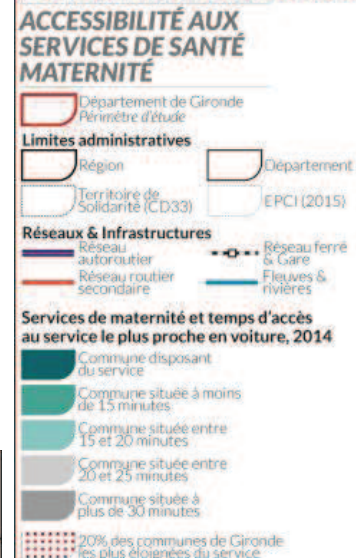 ACCESSIBILITÉ AUX
SERVICES DE SANTÉ
MATERNITÉ
Département de Gironde
Périmètre d'étude
Limites administratives
Région
Département
Territoire de
Solidarité (CD33)
EPCI (2015)
Réseaux & Infrastructures
Réseau
autoroutier
Réseau ferré
& Gare
Réseau routier
secondaire
Fleuves &
rivières
Services de maternité et temps d'accès
au service le plus proche en voiture, 2014
Commune disposant
du service
Commune située à moins
de 15 minutes
Commune située entre
15 et 20 minutes
Commune située entre
20 et 25 minutes
Commune située à
plus de 30 minutes
20% des communes de Gironde
les plus éloignées du service